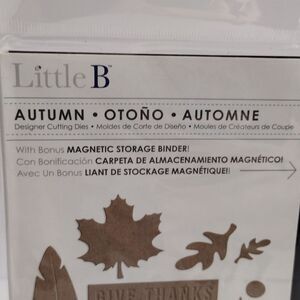 Little B™
AUTUMN • OTOÑO • AUTOMNE
Designer Cutting Dies • Moldes de Corte de Diseño • Moules de Créateurs de Coupe
With Bonus MAGNETIC STORAGE BINDER!
Con Bonificación CARPETA DE ALMACENAMIENTO MAGNÉTICO!
Avec Un Bonus LIANT DE STOCKAGE MAGNÉTIQUE!
GIVE THANKS